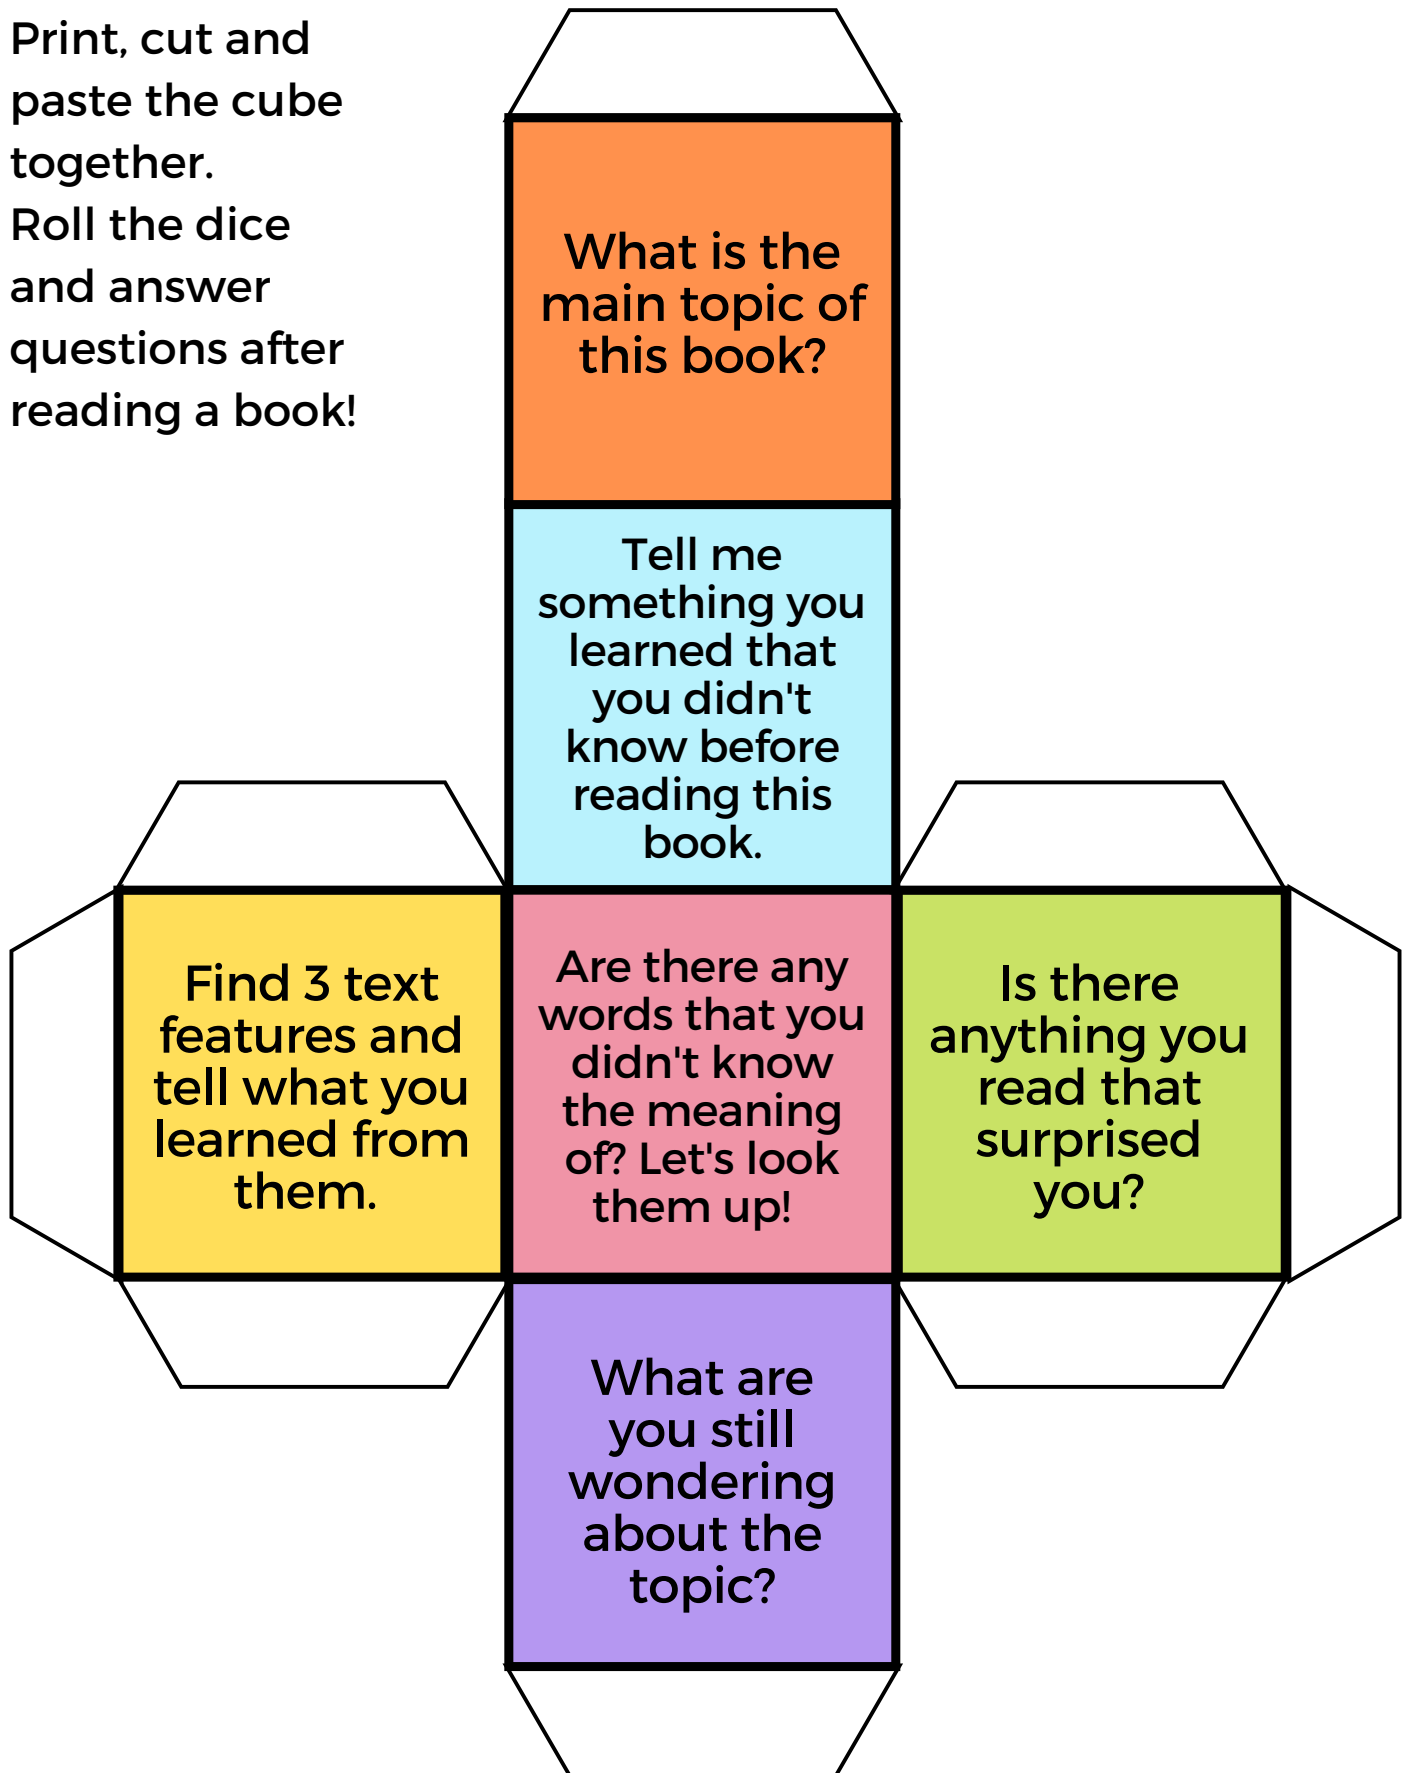 Print, cut and
paste the cube
together.
Roll the dice
and answer
questions after
reading a book!
What is the
main topic of
this book?
Tell me
something you
learned that
you didn't
know before
reading this
book.
Find 3 text
features and
tell what you
learned from
them.
Are there any
words that you
didn't know
the meaning
of? Let's look
them up!
Is there
anything you
read that
surprised
you?
What are
you still
wondering
about the
topic?